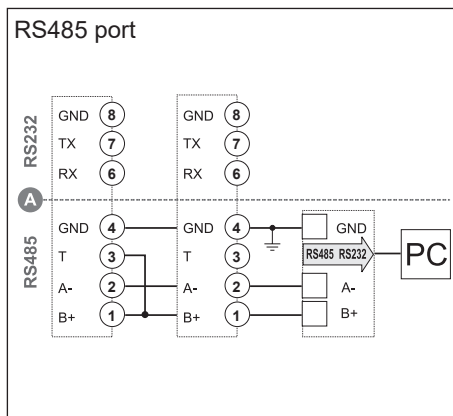 RS485 port
RS232
GND 8 GND 8
TX 7 TX 7
RX 6 RX 6
A
RS485
GND 4 GND 4 GND
T 3 T 3 RS485 RS232 PC
A- 2 A- 2 A-
B+ 1 B+ 1 B+